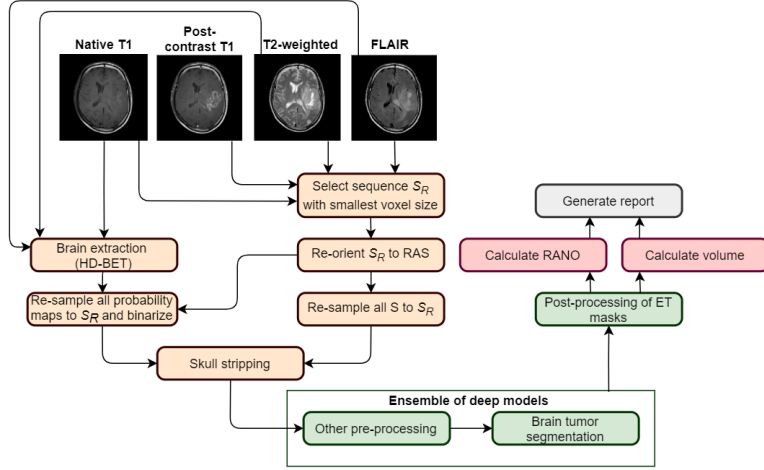 Native T1
Post-
contrast T1
T2-weighted
FLAIR
Select sequence S_R
with smallest voxel size
Generate report
Brain extraction
(HD-BET)
Re-orient S_R to RAS
Calculate RANO
Calculate volume
Re-sample all probability
maps to S_R and binarize
Re-sample all S to S_R
Post-processing of ET
masks
Skull stripping
Ensemble of deep models
Other pre-processing
Brain tumor
segmentation